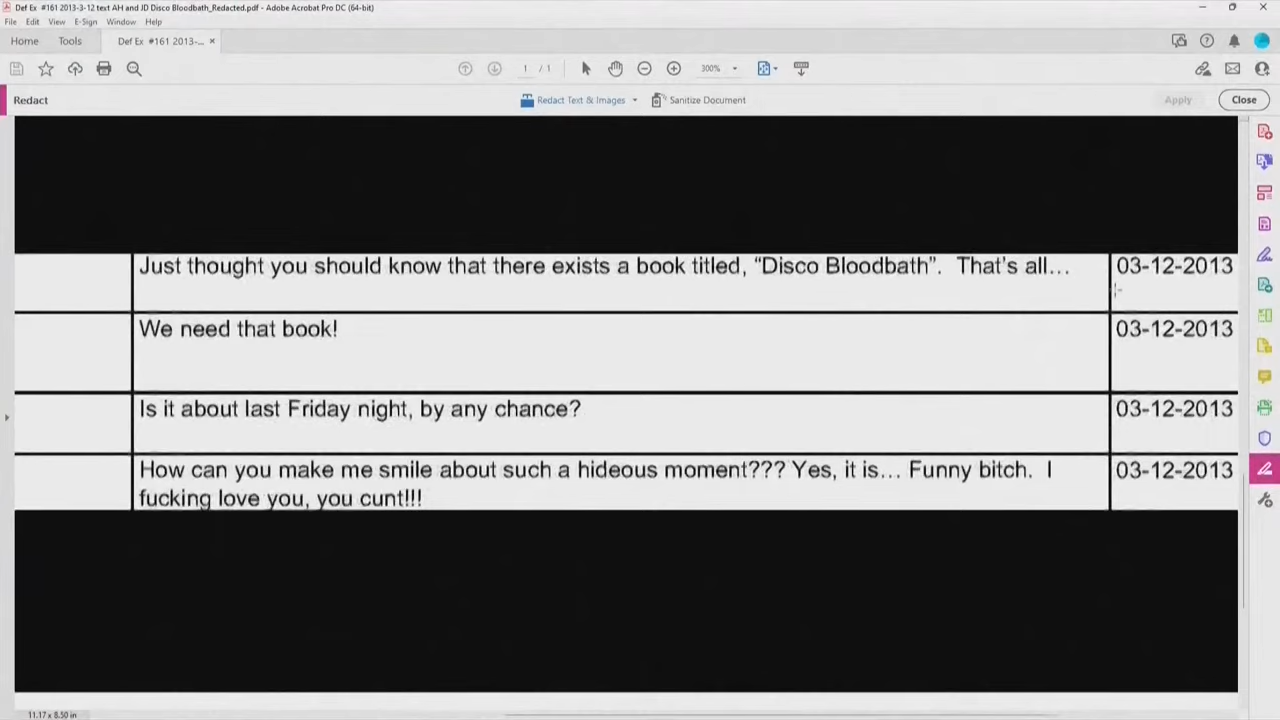 Def Ex #161 2013-3-12 text AH and JD Disco Bloodbath_Redacted.pdf - Adobe Acrobat Pro DC (64-bit)
File Edit View E-Sign Window Help
Home Tools Def Ex #161 2013-... ×
1 / 1 300%
Redact Redact Text & Images Sanitize Document Apply Close
Just thought you should know that there exists a book titled, “Disco Bloodbath”. That’s all… 03-12-2013
We need that book! 03-12-2013
Is it about last Friday night, by any chance? 03-12-2013
How can you make me smile about such a hideous moment??? Yes, it is… Funny bitch. I 03-12-2013
fucking love you, you cunt!!!
11.17 x 8.50 in